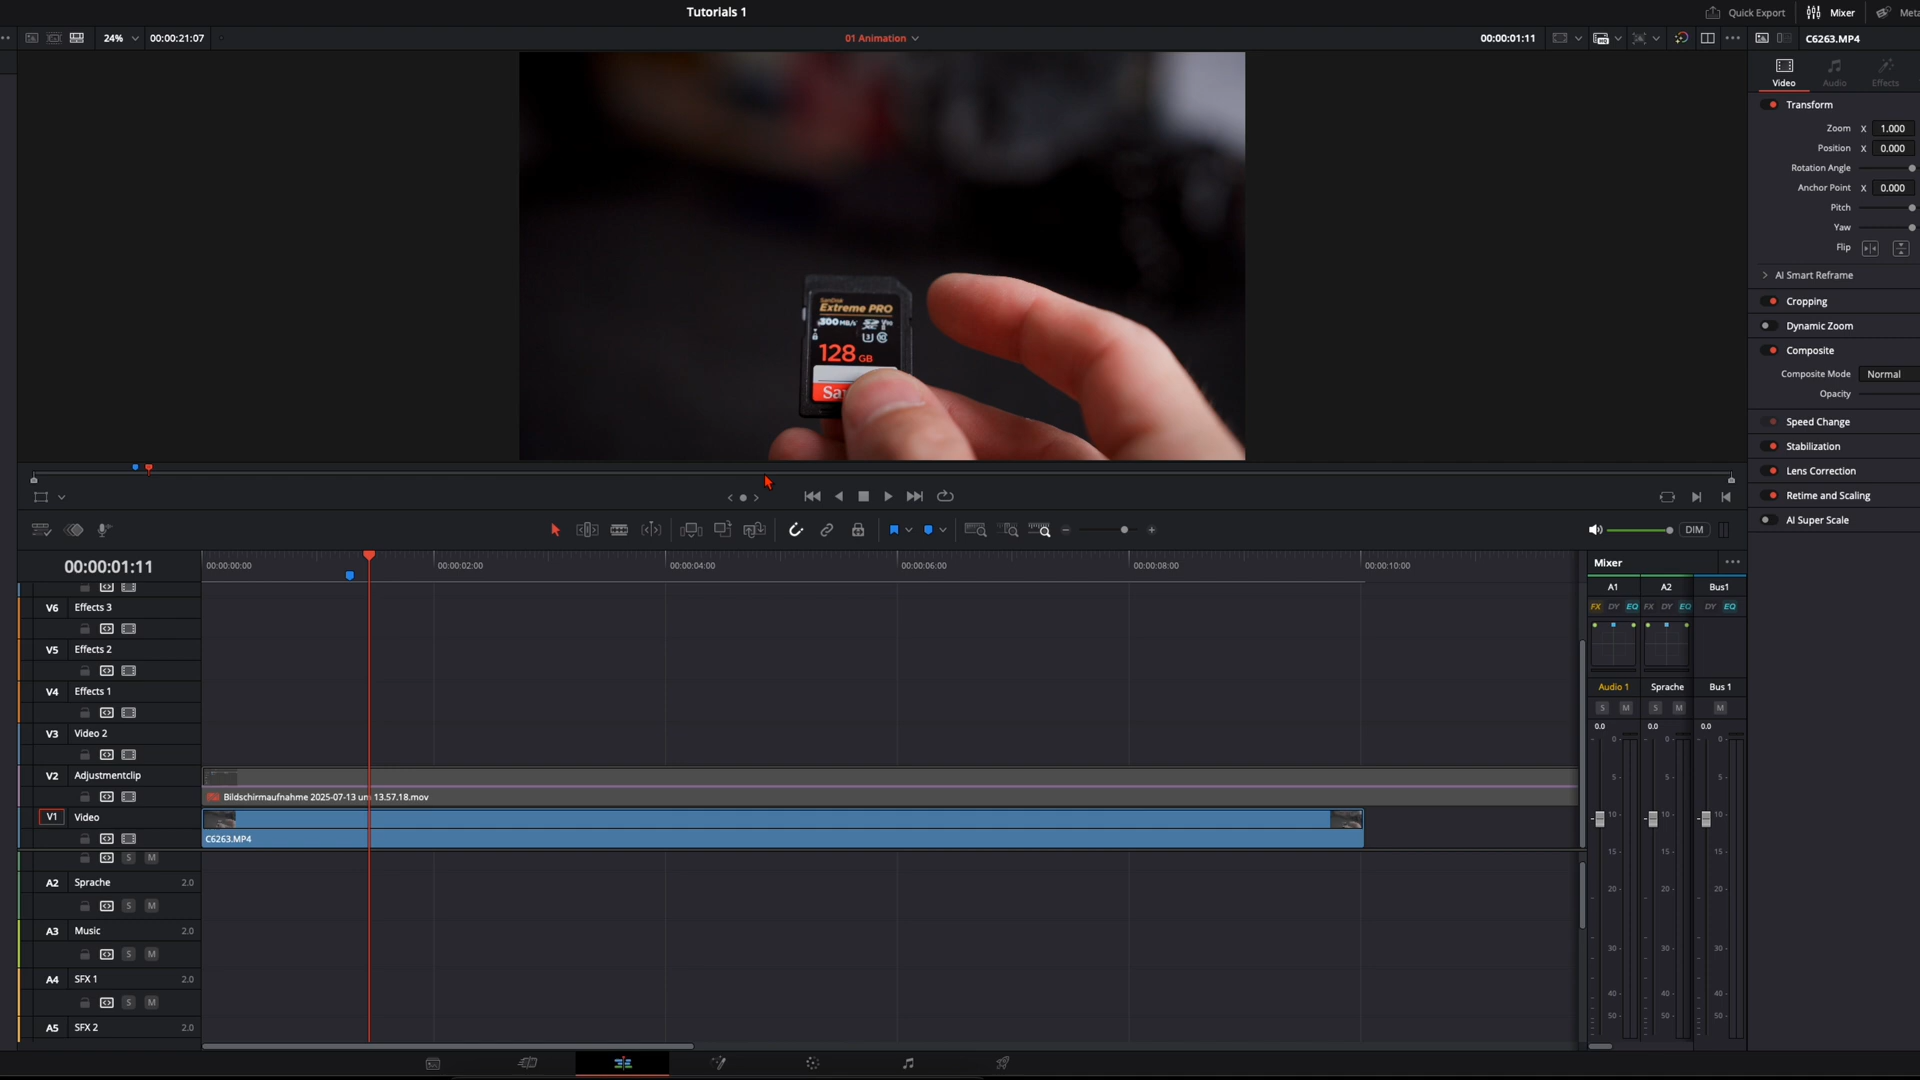 Tutorials 1
Quick Export
Mixer
24%
00:00:21:07
01 Animation
00:00:01:11
C6263.MP4
Video
Audio
Effects
Transform
Zoom X 1.000
Position X 0.000
Rotation Angle
Anchor Point X 0.000
Pitch
Yaw
Flip
AI Smart Reframe
Cropping
Dynamic Zoom
Composite
Composite Mode Normal
Opacity
Speed Change
Stabilization
Lens Correction
Retime and Scaling
AI Super Scale
SanDisk
Extreme PRO
300 MB/s
128 GB
DIM
00:00:01:11
00:00:00:00
00:00:02:00
00:00:04:00
00:00:06:00
00:00:08:00
00:00:10:00
V6 Effects 3
V5 Effects 2
V4 Effects 1
V3 Video 2
V2 Adjustmentclip
Bildschirmaufnahme 2025-07-13 um 13.57.18.mov
V1 Video
C6263.MP4
S M
A2 Sprache 2.0
S M
A3 Music 2.0
S M
A4 SFX 1 2.0
S M
A5 SFX 2 2.0
Mixer
A1 A2 Bus1
FX DY EQ FX DY EQ DY EQ
Audio 1 Sprache Bus 1
S M S M M
0.0 0.0 0.0
0 0 0
5 5 5
10 10 10
15 15 15
20 20 20
30 30 30
40 40 40
50 50 50